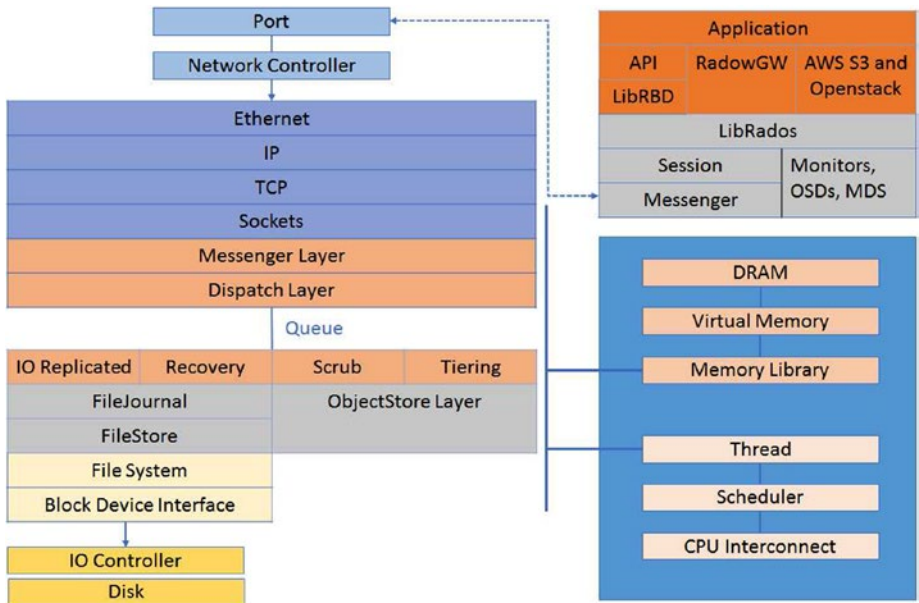 Port
Network Controller
Ethernet
IP
TCP
Sockets
Messenger Layer
Dispatch Layer
Queue
IO Replicated
Recovery
Scrub
Tiering
FileJournal
ObjectStore Layer
FileStore
File System
Block Device Interface
IO Controller
Disk
Application
API
RadowGW
AWS S3 and
Openstack
LibRBD
LibRados
Session
Monitors,
OSDs, MDS
Messenger
DRAM
Virtual Memory
Memory Library
Thread
Scheduler
CPU Interconnect